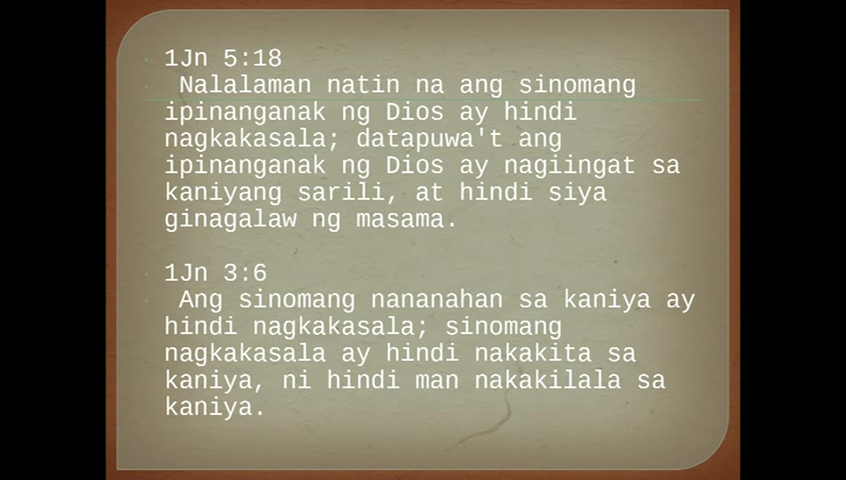 1Jn 5:18
Nalalaman natin na ang sinomang
ipinanganak ng Dios ay hindi
nagkakasala; datapuwa't ang
ipinanganak ng Dios ay nagiingat sa
kaniyang sarili, at hindi siya
ginagalaw ng masama.
1Jn 3:6
Ang sinomang nananahan sa kaniya ay
hindi nagkakasala; sinomang
nagkakasala ay hindi nakakita sa
kaniya, ni hindi man nakakilala sa
kaniya.